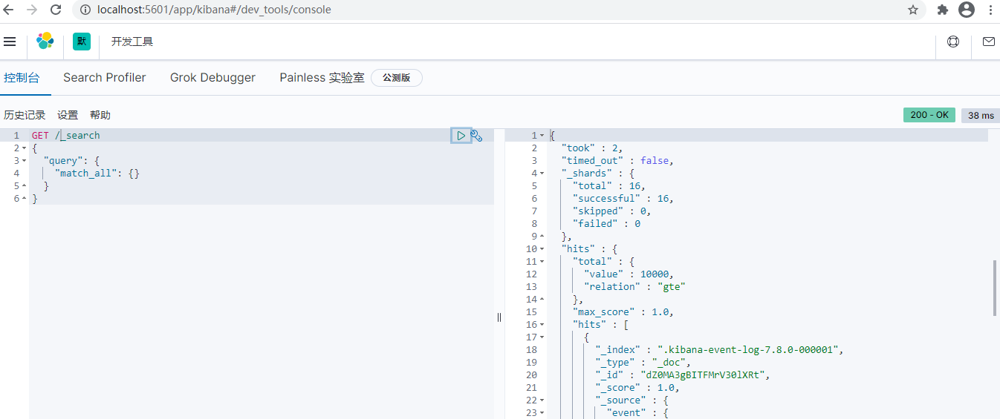 localhost:5601/app/kibana#/dev_tools/console
默 开发工具
控制台 Search Profiler Grok Debugger Painless 实验室 公测版
历史记录 设置 帮助 200 - OK 38 ms
1 GET /_search
2 {
3 "query": {
4 "match_all": {}
5 }
6 }
1 {
2 "took" : 2,
3 "timed_out" : false,
4 "_shards" : {
5 "total" : 16,
6 "successful" : 16,
7 "skipped" : 0,
8 "failed" : 0
9 },
10 "hits" : {
11 "total" : {
12 "value" : 10000,
13 "relation" : "gte"
14 },
15 "max_score" : 1.0,
16 "hits" : [
17 {
18 "_index" : ".kibana-event-log-7.8.0-000001",
19 "_type" : "_doc",
20 "_id" : "dZ0MA3gBITFMrV30lXRt",
21 "_score" : 1.0,
22 "_source" : {
23 "event" : {